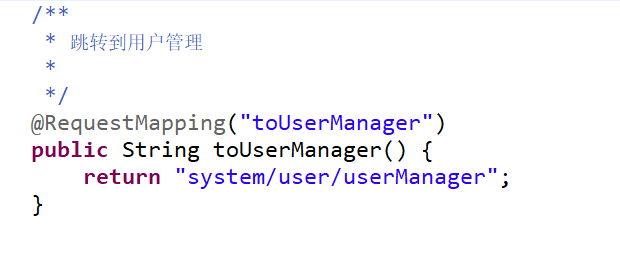 /**
 * 跳转到用户管理
 *
 */
@RequestMapping("toUserManager")
public String toUserManager() {
    return "system/user/userManager";
}